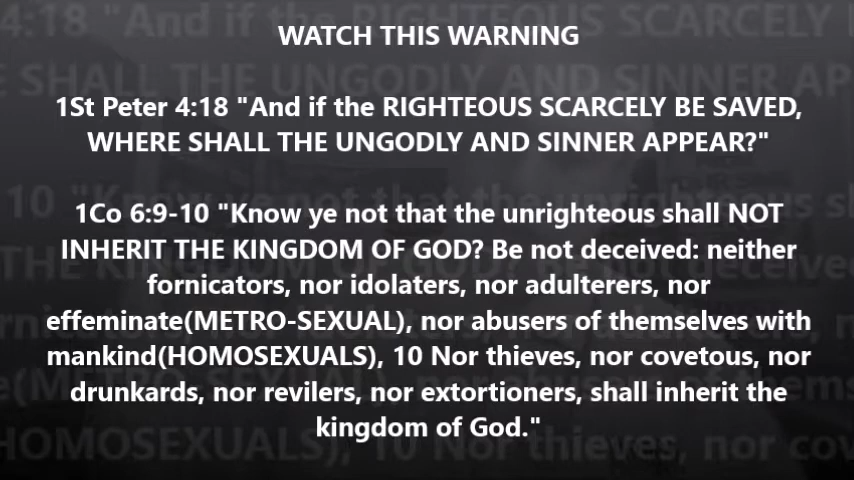 WATCH THIS WARNING
1St Peter 4:18 "And if the RIGHTEOUS SCARCELY BE SAVED,
WHERE SHALL THE UNGODLY AND SINNER APPEAR?"
1Co 6:9-10 "Know ye not that the unrighteous shall NOT
INHERIT THE KINGDOM OF GOD? Be not deceived: neither
fornicators, nor idolaters, nor adulterers, nor
effeminate(METRO-SEXUAL), nor abusers of themselves with
mankind(HOMOSEXUALS), 10 Nor thieves, nor covetous, nor
drunkards, nor revilers, nor extortioners, shall inherit the
kingdom of God."